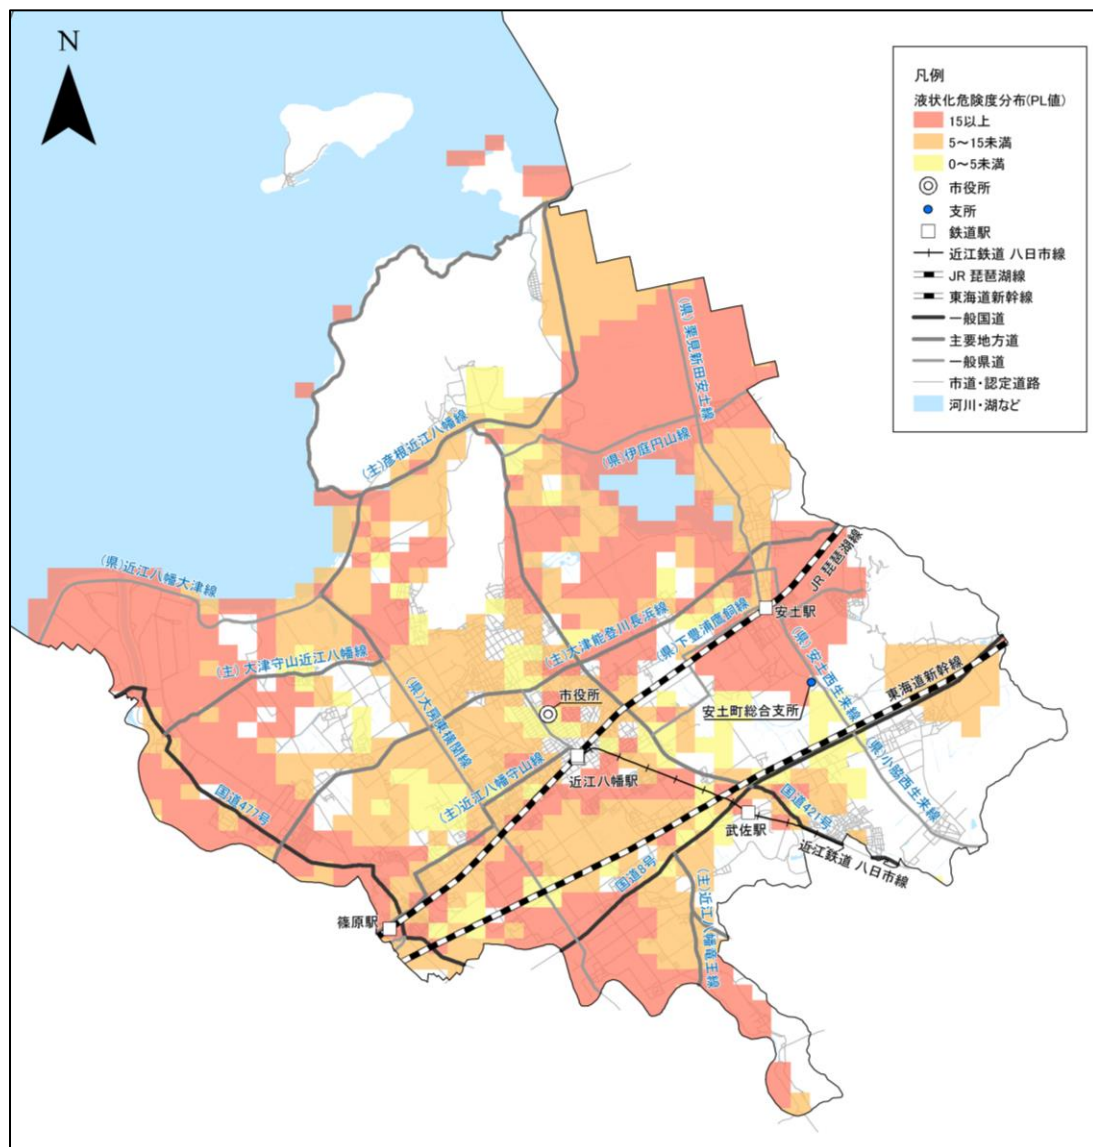 N
凡例
液状化危険度分布(PL値)
15以上
5～15未満
0～5未満
市役所
支所
鉄道駅
近江鉄道 八日市線
JR 琵琶湖線
東海道新幹線
一般国道
主要地方道
一般県道
市道・認定道路
河川・湖など
(県)栗見新田安土線
(主)彦根近江八幡線
(県)伊庭円山線
JR 琵琶湖線
(県)近江八幡大津線
安土駅
(県)下豊浦鷹飼線
(主)大津能登川長浜線
(県)安土西生来線
(主)大津守山近江八幡線
東海道新幹線
(県)大房東横関線
市役所
安土町総合支所
(県)小脇西生来線
(主)近江八幡守山線
近江八幡駅
国道477号
国道421号
武佐駅
近江鉄道 八日市線
国道8号
(主)近江八幡竜王線
篠原駅